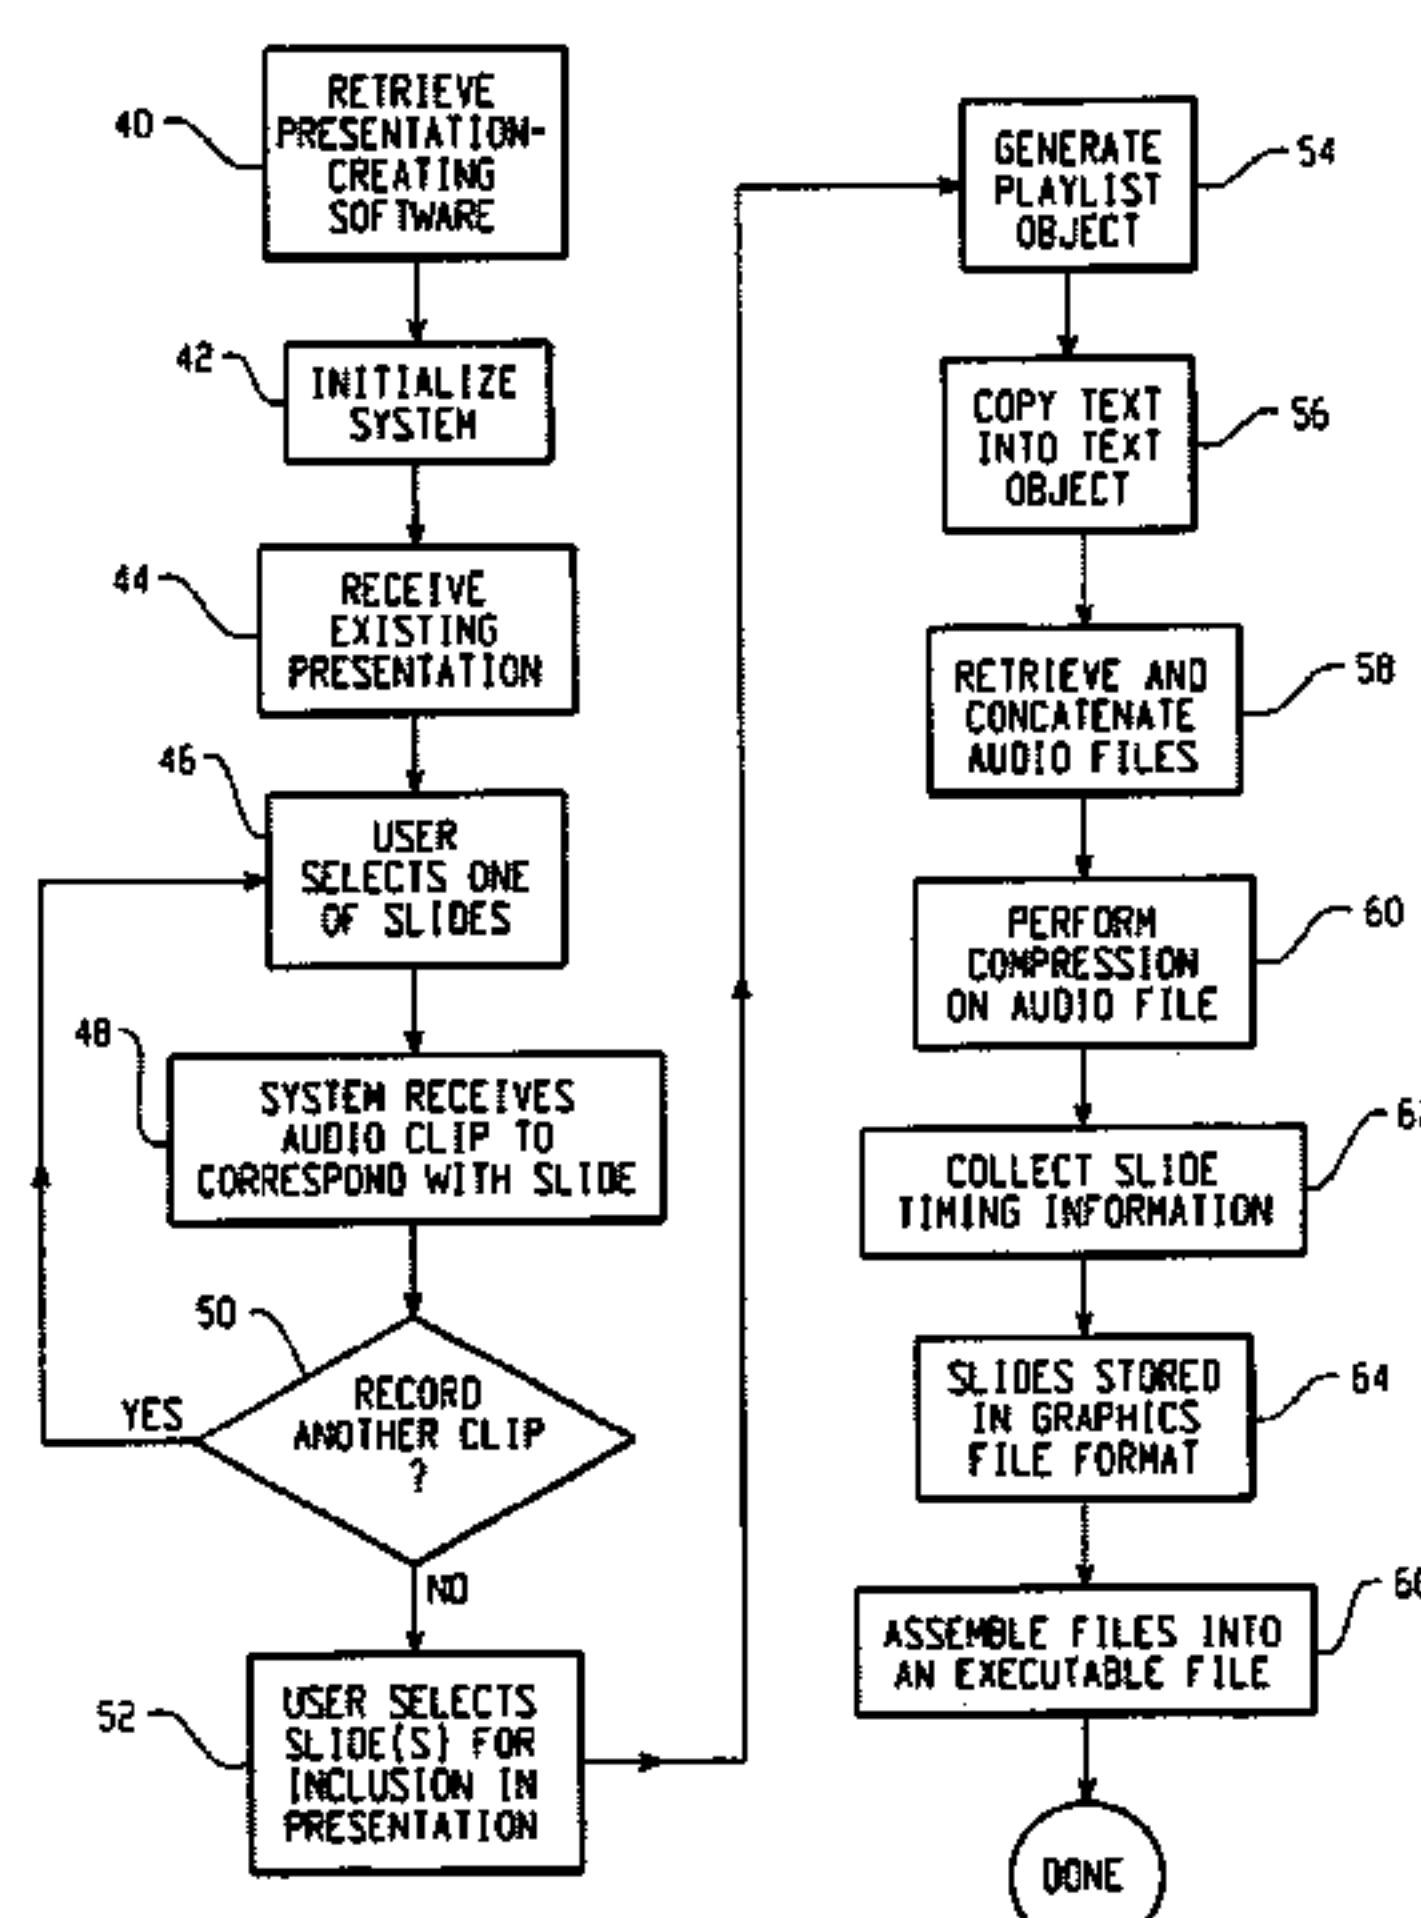 40
RETRIEVE
PRESENTATION-
CREATING
SOFTWARE
42
INITIALIZE
SYSTEM
44
RECEIVE
EXISTING
PRESENTATION
46
USER
SELECTS ONE
OF SLIDES
48
SYSTEM RECEIVES
AUDIO CLIP TO
CORRESPOND WITH SLIDE
50
RECORD
ANOTHER CLIP
?
YES
NO
52
USER SELECTS
SLIDE(S) FOR
INCLUSION IN
PRESENTATION
54
GENERATE
PLAYLIST
OBJECT
56
COPY TEXT
INTO TEXT
OBJECT
58
RETRIEVE AND
CONCATENATE
AUDIO FILES
60
PERFORM
COMPRESSION
ON AUDIO FILE
COLLECT SLIDE
TIMING INFORMATION
64
SLIDES STORED
IN GRAPHICS
FILE FORMAT
ASSEMBLE FILES INTO
AN EXECUTABLE FILE
DONE